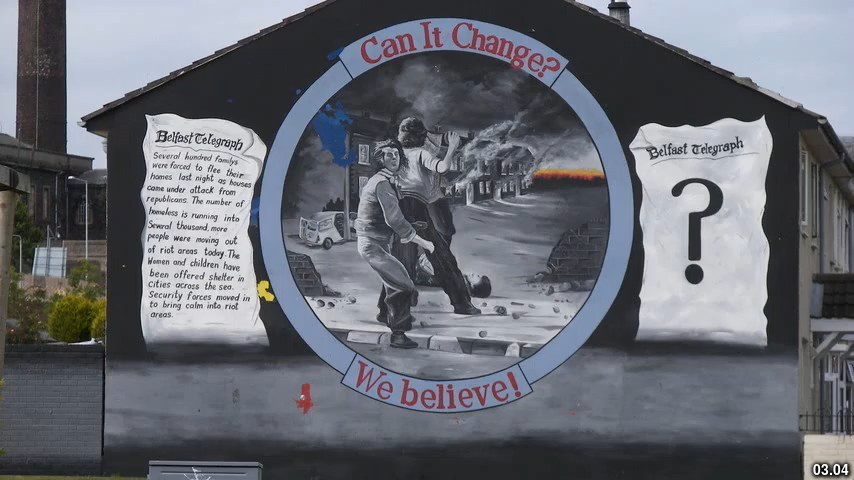 Can It Change?
Belfast Telegraph
Several hundred familys
were forced to flee their
homes last night as houses
came under attack from
republicans. The number of
homeless is running into
Several thousand, more
people were moving out
of riot areas today. The
Women and children have
been offered shelter in
cities across the sea.
Security forces moved in
to bring calm into riot
areas.
Belfast Telegraph
?
We believe!
03.04